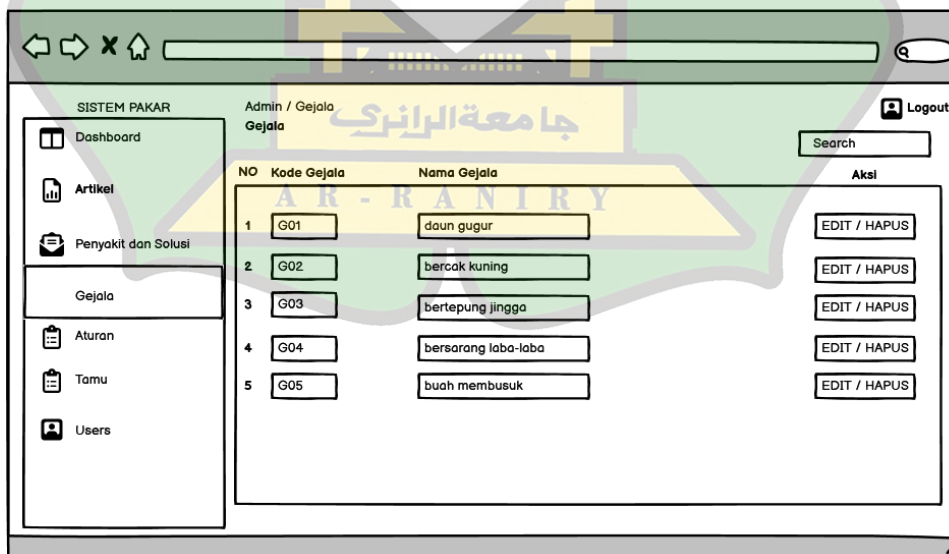 SISTEM PAKAR
Dashboard
Artikel
Penyakit dan Solusi
Gejala
Aturan
Tamu
Users
Admin / Gejala
Gejala
Logout
Search
NO Kode Gejala Nama Gejala Aksi
1 G01 daun gugur EDIT / HAPUS
2 G02 bercak kuning EDIT / HAPUS
3 G03 bertepung jingga EDIT / HAPUS
4 G04 bersarang laba-laba EDIT / HAPUS
5 G05 buah membusuk EDIT / HAPUS
جامعة الرانري
AR-RANIRY